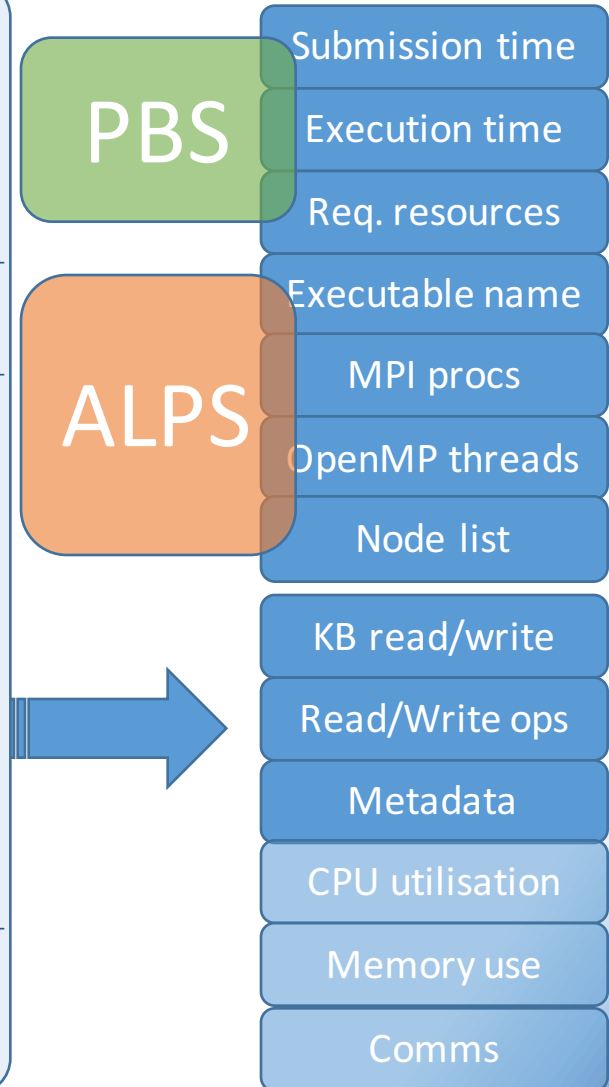 PBS
Submission time
Execution time
Req. resources
ALPS
Executable name
MPI procs
OpenMP threads
Node list
KB read/write
Read/Write ops
Metadata
CPU utilisation
Memory use
Comms